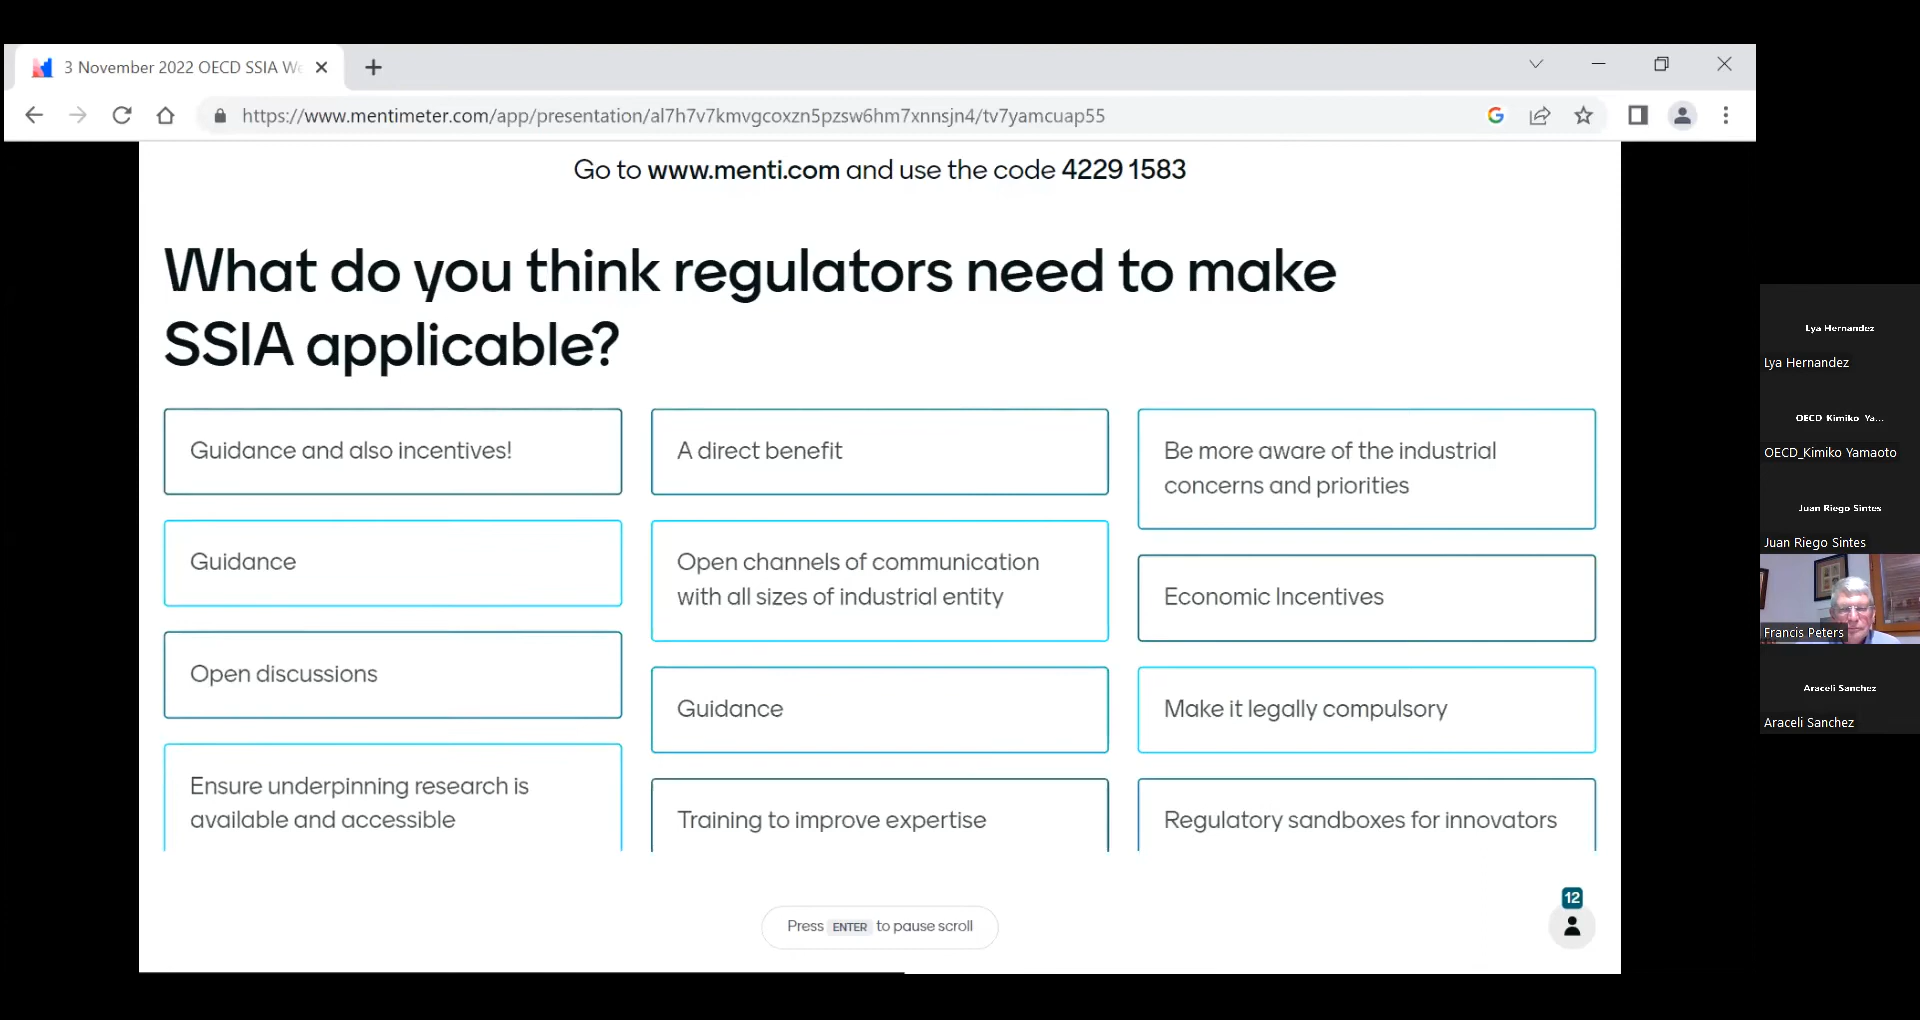 3 November 2022 OECD SSIA We
https://www.mentimeter.com/app/presentation/al7h7v7kmvgcoxzn5pzsw6hm7xnnsjn4/tv7yamcuap55
Go to www.menti.com and use the code 4229 1583
What do you think regulators need to make
SSIA applicable?
Guidance and also incentives!
Guidance
Open discussions
Ensure underpinning research is
available and accessible
A direct benefit
Open channels of communication
with all sizes of industrial entity
Guidance
Training to improve expertise
Be more aware of the industrial
concerns and priorities
Economic Incentives
Make it legally compulsory
Regulatory sandboxes for innovators
Press ENTER to pause scroll
12
Lya Hernandez
Lya Hernandez
OECD_Kimiko Ya...
OECD_Kimiko Yamaoto
Juan Riego Sintes
Juan Riego Sintes
Francis Peters
Araceli Sanchez
Araceli Sanchez